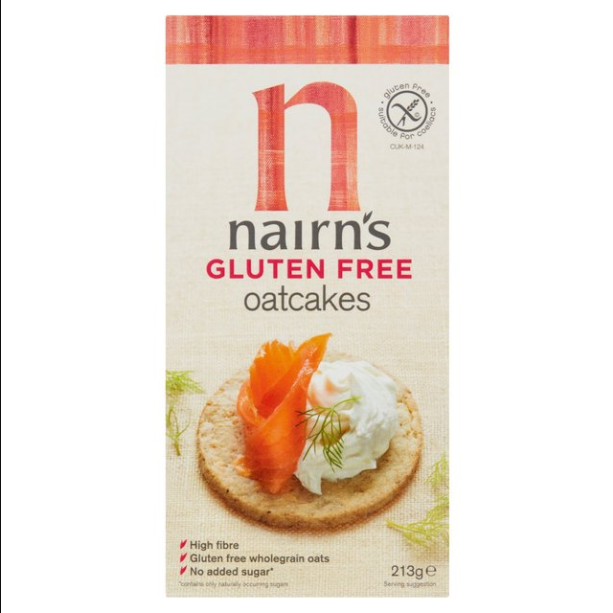 n
gluten free
suitable for coeliacs
CUK-M-124
nairn's
GLUTEN FREE
oatcakes
High fibre
Gluten free wholegrain oats
No added sugar*
*contains only naturally occurring sugars
213g℮
Serving suggestion